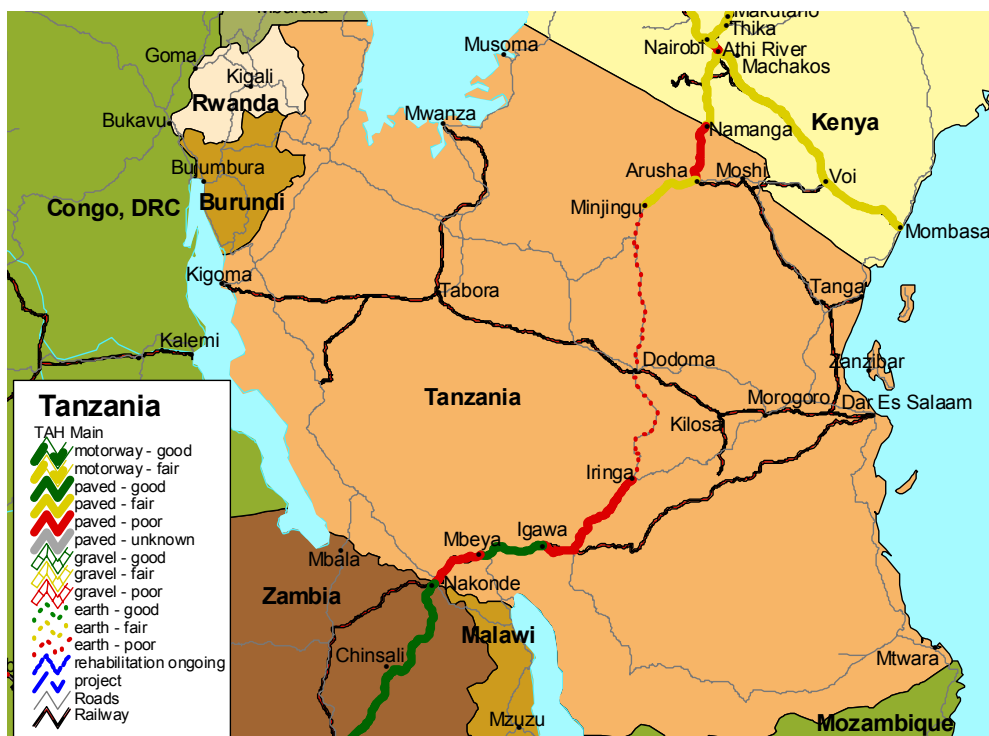 Mbarara
Makutano
Thika
Nairobi
Athi River
Machakos
Musoma
Goma
Kigali
Rwanda
Bukavu
Mwanza
Namanga
Kenya
Bujumbura
Arusha
Moshi
Voi
Burundi
Congo, DRC
Minjingu
Mombasa
Kigoma
Tabora
Tanga
Kalemi
Dodoma
Zanzibar
Tanzania
Morogoro
Dar Es Salaam
Kilosa
Iringa
Igawa
Mbeya
Mbala
Nakonde
Zambia
Malawi
Chinsali
Mtwara
Mzuzu
Mozambique
Tanzania
TAH Main
motorway - good
motorway - fair
paved - good
paved - fair
paved - poor
paved - unknown
gravel - good
gravel - fair
gravel - poor
earth - good
earth - fair
earth - poor
rehabilitation ongoing
project
Roads
Railway